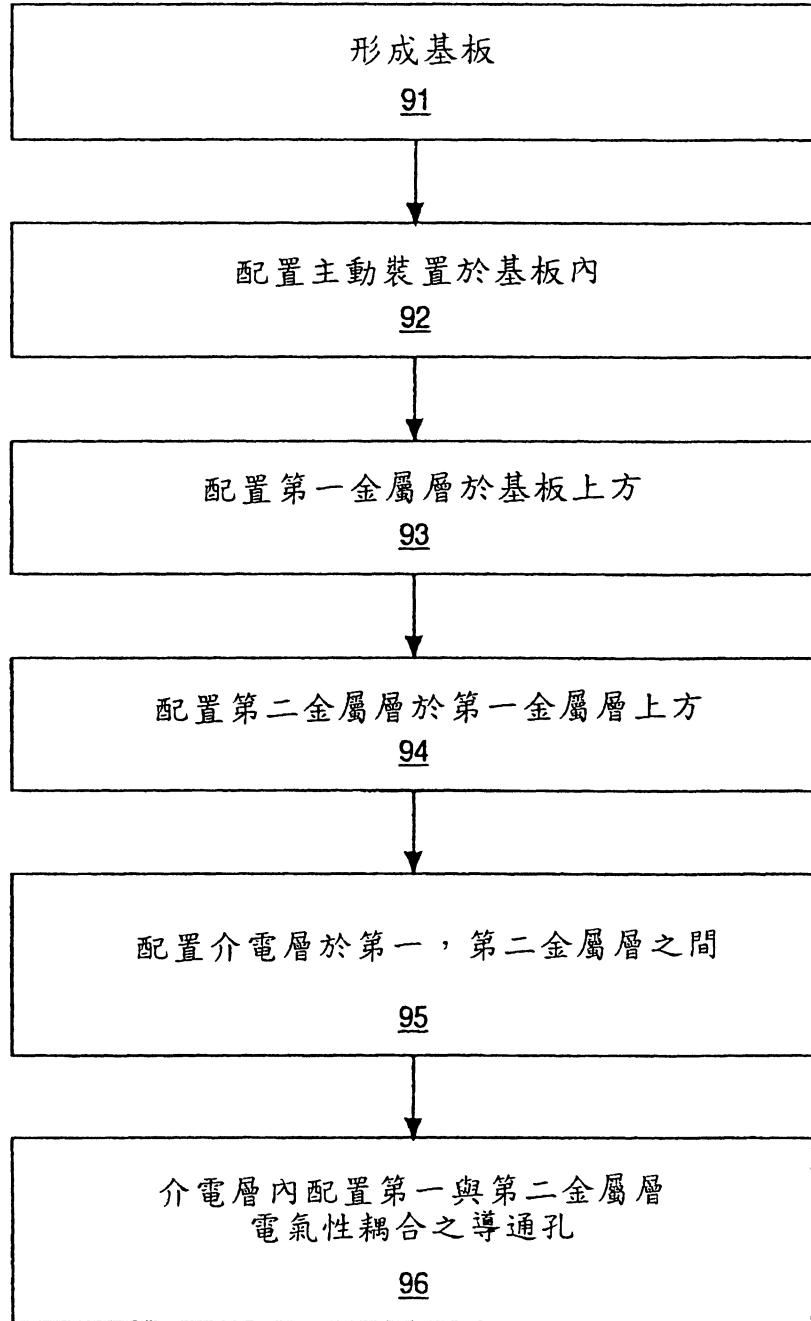 形成基板
91
配置主動裝置於基板內
92
配置第一金屬層於基板上方
93
配置第二金屬層於第一金屬層上方
94
配置介電層於第一，第二金屬層之間
95
介電層內配置第一與第二金屬層
電氣性耦合之導通孔
96